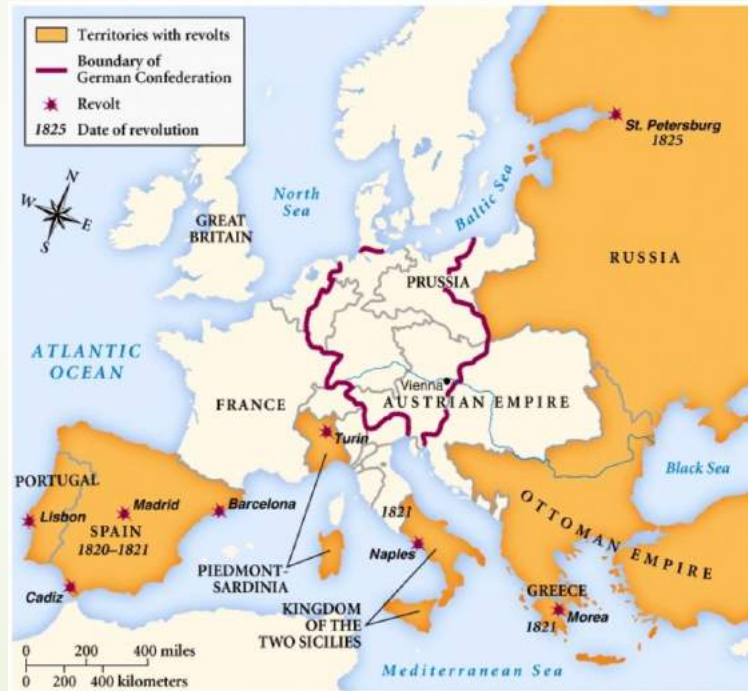 Territories with revolts
Boundary of
German Confederation
Revolt
1825 Date of revolution
N
W
E
S
St. Petersburg
1825
North
Sea
Baltic Sea
GREAT
BRITAIN
RUSSIA
PRUSSIA
ATLANTIC
OCEAN
Vienna
FRANCE
AUSTRIAN EMPIRE
Turin
Black Sea
PORTUGAL
Lisbon
Madrid
Barcelona
SPAIN
1820–1821
1821
OTTOMAN EMPIRE
Naples
PIEDMONT-
SARDINIA
Cadiz
GREECE
Morea
1821
KINGDOM
OF THE
TWO SICILIES
0 200 400 miles
0 200 400 kilometers
Mediterranean Sea